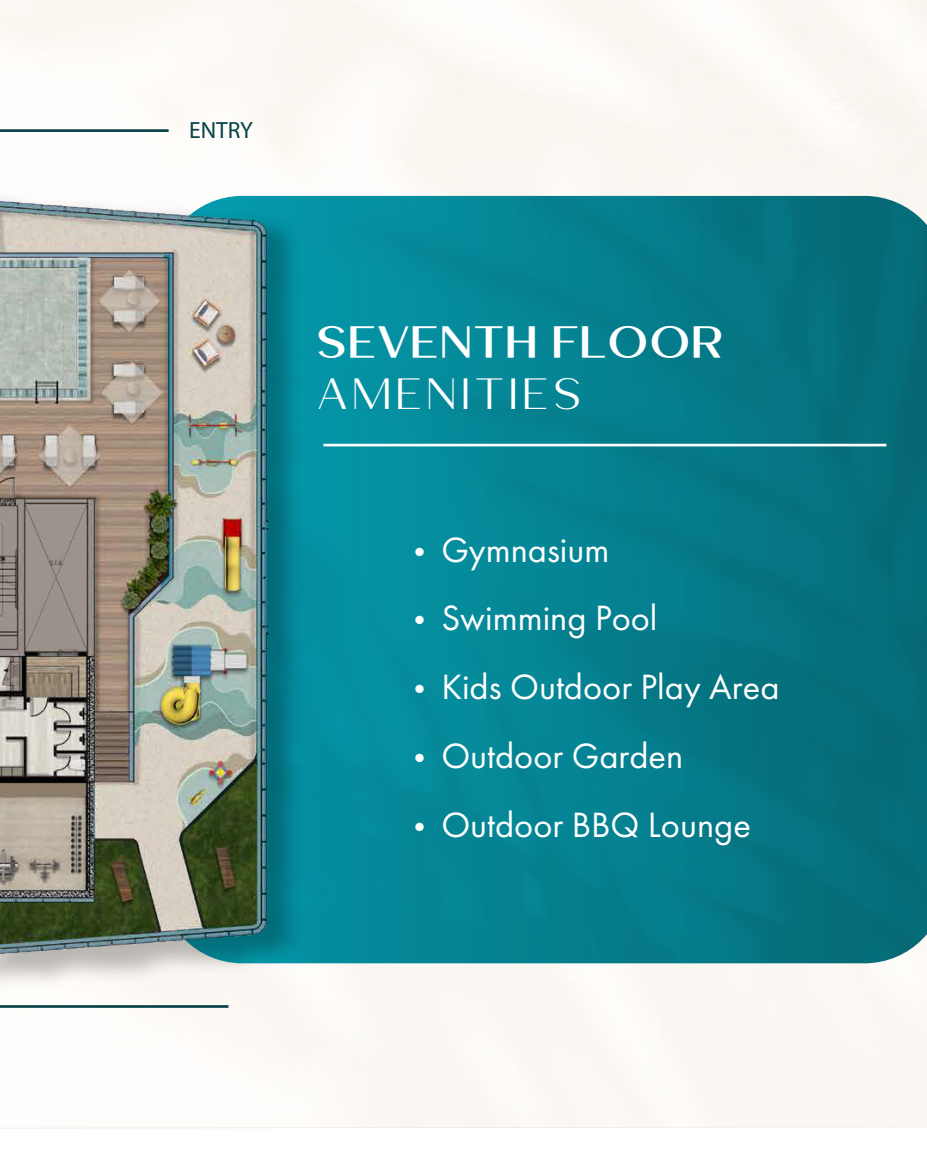 ENTRY
SEVENTH FLOOR
AMENITIES
• Gymnasium
• Swimming Pool
• Kids Outdoor Play Area
• Outdoor Garden
• Outdoor BBQ Lounge